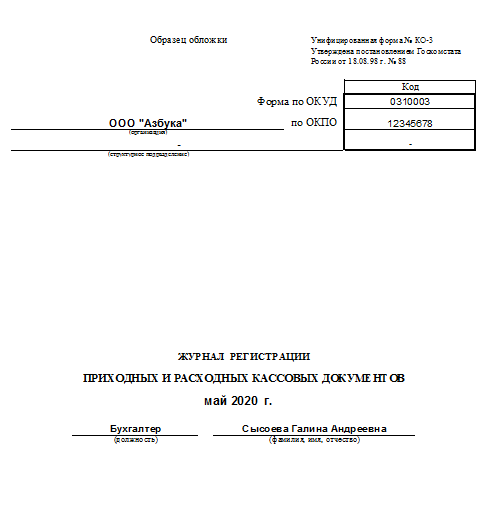 Образец обложки
Унифицированная форма № КО-3
Утверждена постановлением Госкомстата
России от 18.08.98 г. № 88
Код
Форма по ОКУД 0310003
ООО "Азбука" по ОКПО 12345678
(организация)
- -
(структурное подразделение)
ЖУРНАЛ РЕГИСТРАЦИИ
ПРИХОДНЫХ И РАСХОДНЫХ КАССОВЫХ ДОКУМЕНТОВ
май 2020 г.
Бухгалтер Сысоева Галина Андреевна
(должность) (фамилия, имя, отчество)